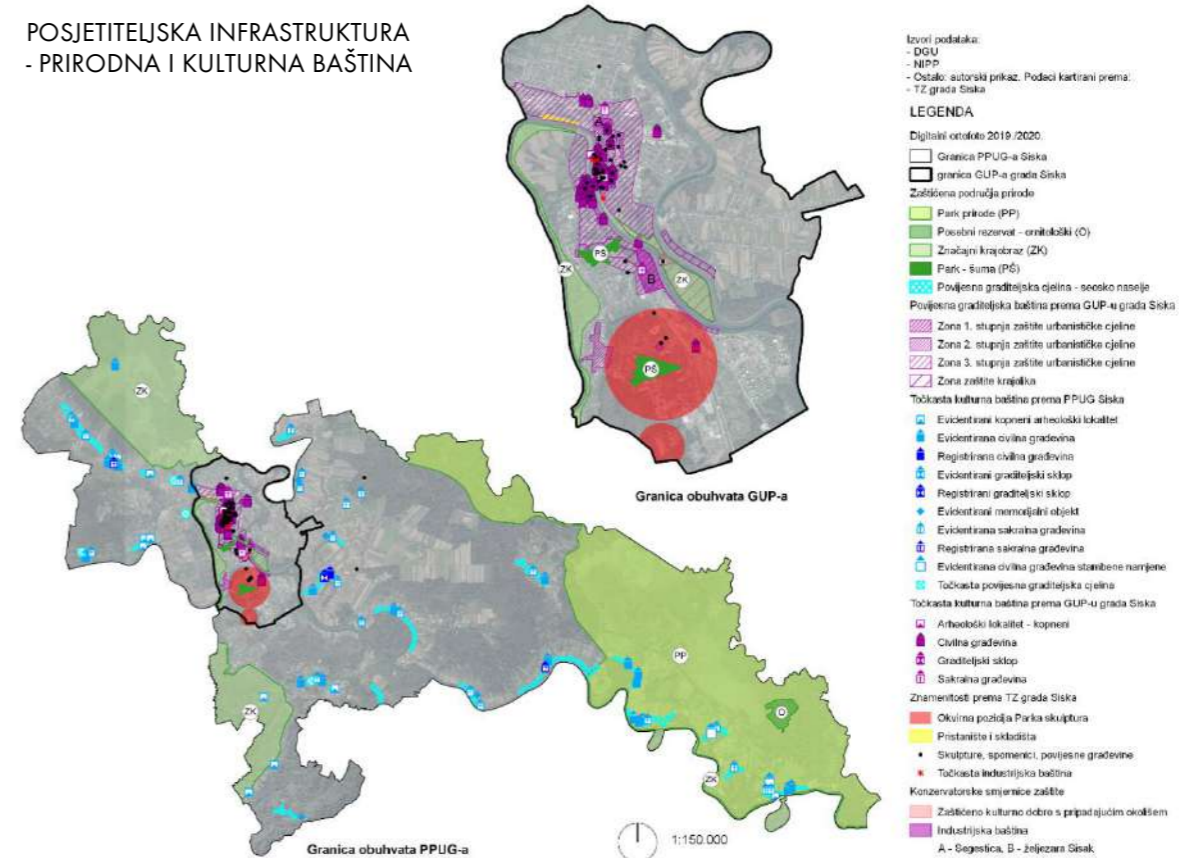 POSJETITELJSKA INFRASTRUKTURA
- PRIRODNA I KULTURNA BAŠTINA
Izvori podataka:
- DGU
- NIPP
- Ostalo: autorski prikaz. Podaci kartirani prema:
- TZ grada Siska
LEGENDA
Digitalni ortofoto 2019./2020.
Granica PPUG-a Siska
granica GUP-a grada Siska
Zaštićena područja prirode
Park prirode (PP)
Posebni rezervat - ornitološki (O)
Značajni krajobraz (ZK)
Park - šuma (PŠ)
Povijesna graditeljska cjelina - seosko naselje
Povijesna graditeljska baština prema GUP-u grada Siska
Zona 1. stupnja zaštite urbanističke cjeline
Zona 2. stupnja zaštite urbanističke cjeline
Zona 3. stupnja zaštite urbanističke cjeline
Zona zaštite krajolika
Točkasta kulturna baština prema PPUG Siska
Evidentirani kopneni arheološki lokalitet
Evidentirana civilna građevina
Registrirana civilna građevina
Evidentirani graditeljski sklop
Registrirani graditeljski sklop
Evidentirani memorijalni objekt
Evidentirana sakralna građevina
Registrirana sakralna građevina
Evidentirana civilna građevina stambene namjene
Točkasta povijesna graditeljska cjelina
Točkasta kulturna baština prema GUP-u grada Siska
Arheološki lokalitet - kopneni
Civilna građevina
Graditeljski sklop
Sakralna građevina
Znamenitosti prema TZ grada Siska
Okvirna pozicija Parka skulptura
Pristanište i skladišta
Skulpture, spomenici, povijesne građevine
Točkasta industrijska baština
Konzervatorske smjernice zaštite
Zaštićeno kulturno dobro s pripadajućim okolišem
Industrijska baština
A - Segestica, B - željezara Sisak
A
PŠ
ZK
B
ZK
PŠ
Granica obuhvata GUP-a
ZK
PP
O
ZK
ZK
1:150.000
Granica obuhvata PPUG-a